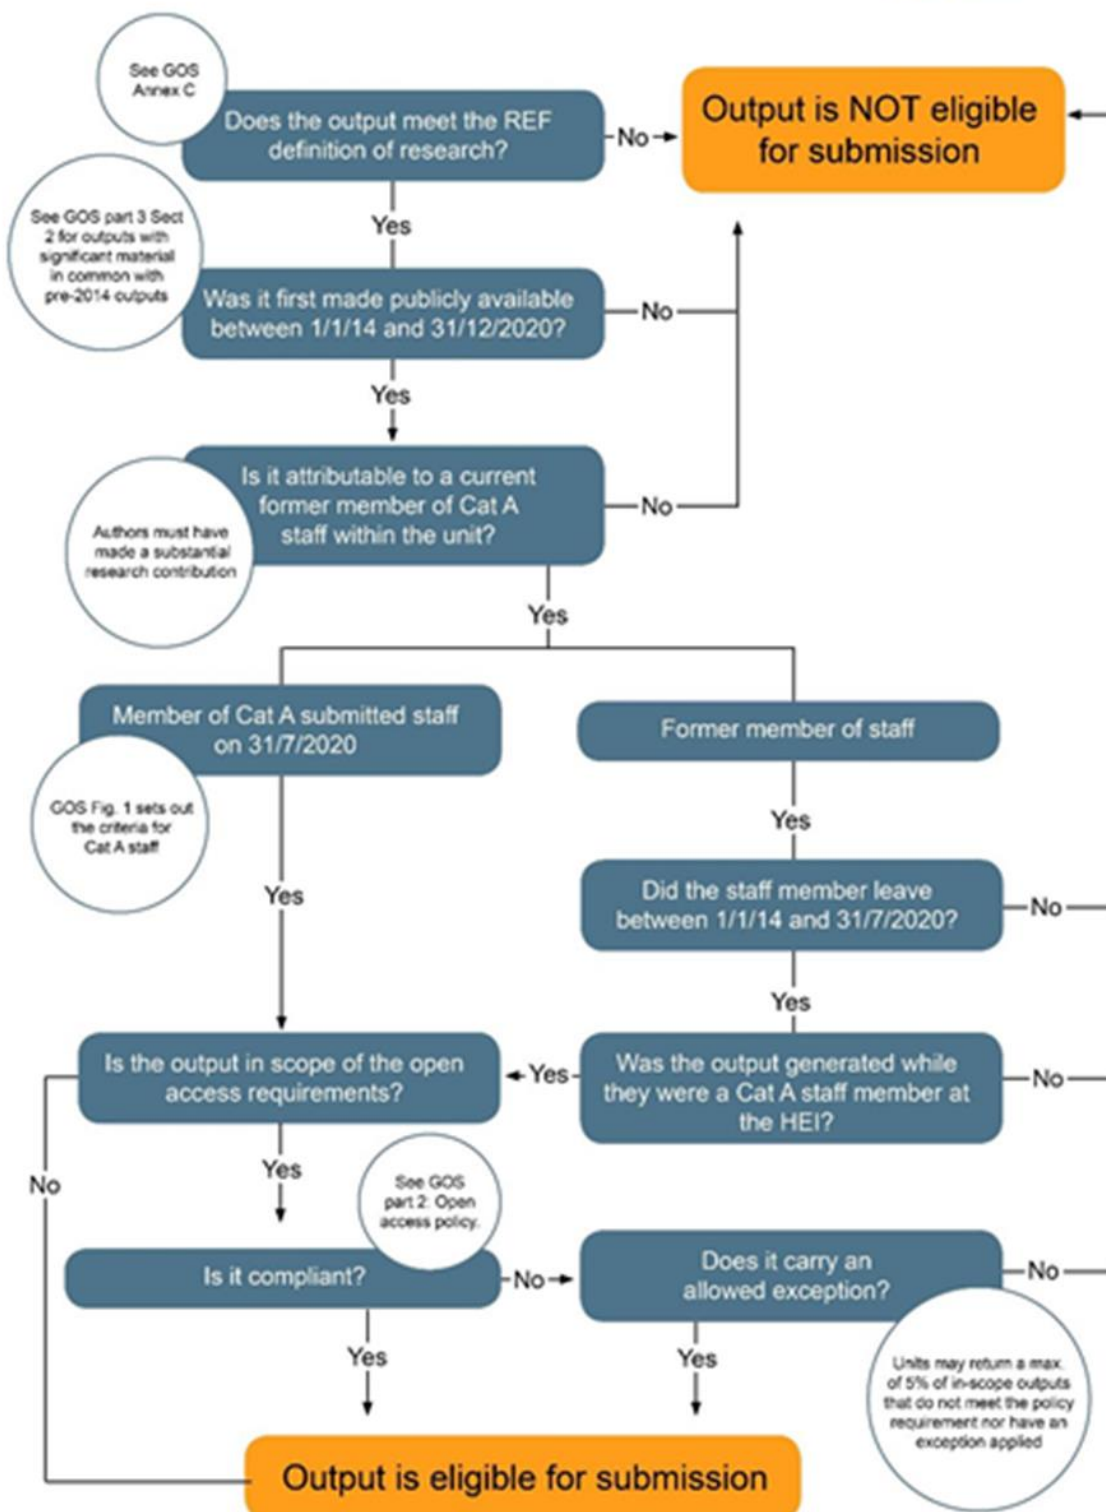 See GOS
Annex C
Does the output meet the REF
definition of research?
No
Output is NOT eligible
for submission
Yes
See GOS part 3 Sect
2 for outputs with
significant material
in common with
pre-2014 outputs
Was it first made publicly available
between 1/1/14 and 31/12/2020?
No
Yes
Is it attributable to a current
former member of Cat A
staff within the unit?
No
Authors must have
made a substantial
research contribution
Yes
Member of Cat A submitted staff
on 31/7/2020
Former member of staff
GOS Fig. 1 sets out
the criteria for
Cat A staff
Yes
Yes
Did the staff member leave
between 1/1/14 and 31/7/2020?
No
Yes
Is the output in scope of the open
access requirements?
Yes
Was the output generated while
they were a Cat A staff member at
the HEI?
No
No
Yes
See GOS
part 2: Open
access policy.
Is it compliant?
No
Does it carry an
allowed exception?
No
Yes
Yes
Units may return a max.
of 5% of in-scope outputs
that do not meet the policy
requirement nor have an
exception applied
Output is eligible for submission